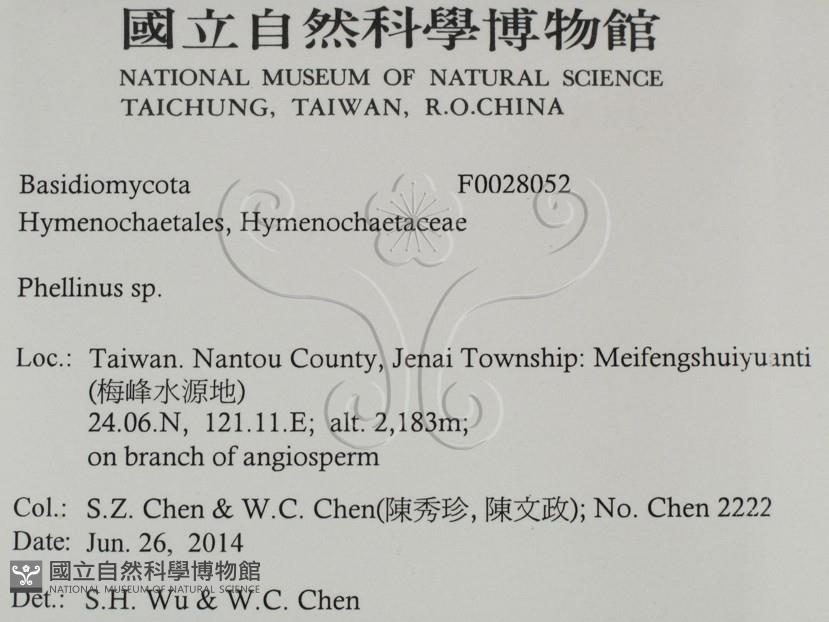 國立自然科學博物館
NATIONAL MUSEUM OF NATURAL SCIENCE
TAICHUNG, TAIWAN, R.O.CHINA
Basidiomycota F0028052
Hymenochaetales, Hymenochaetaceae
Phellinus sp.
Loc.: Taiwan. Nantou County, Jenai Township: Meifengshuiyuanti
(梅峰水源地)
24.06.N, 121.11.E; alt. 2,183m;
on branch of angiosperm
Col.: S.Z. Chen & W.C. Chen(陳秀珍, 陳文政); No. Chen 2222
Date: Jun. 26, 2014
國立自然科學博物館
NATIONAL MUSEUM OF NATURAL SCIENCE
Det.: S.H. Wu & W.C. Chen